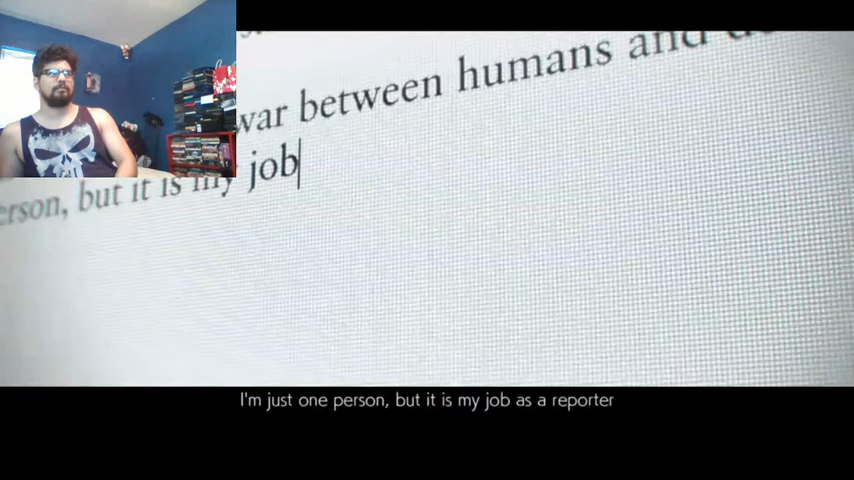 war between humans and
erson, but it is my job
I'm just one person, but it is my job as a reporter